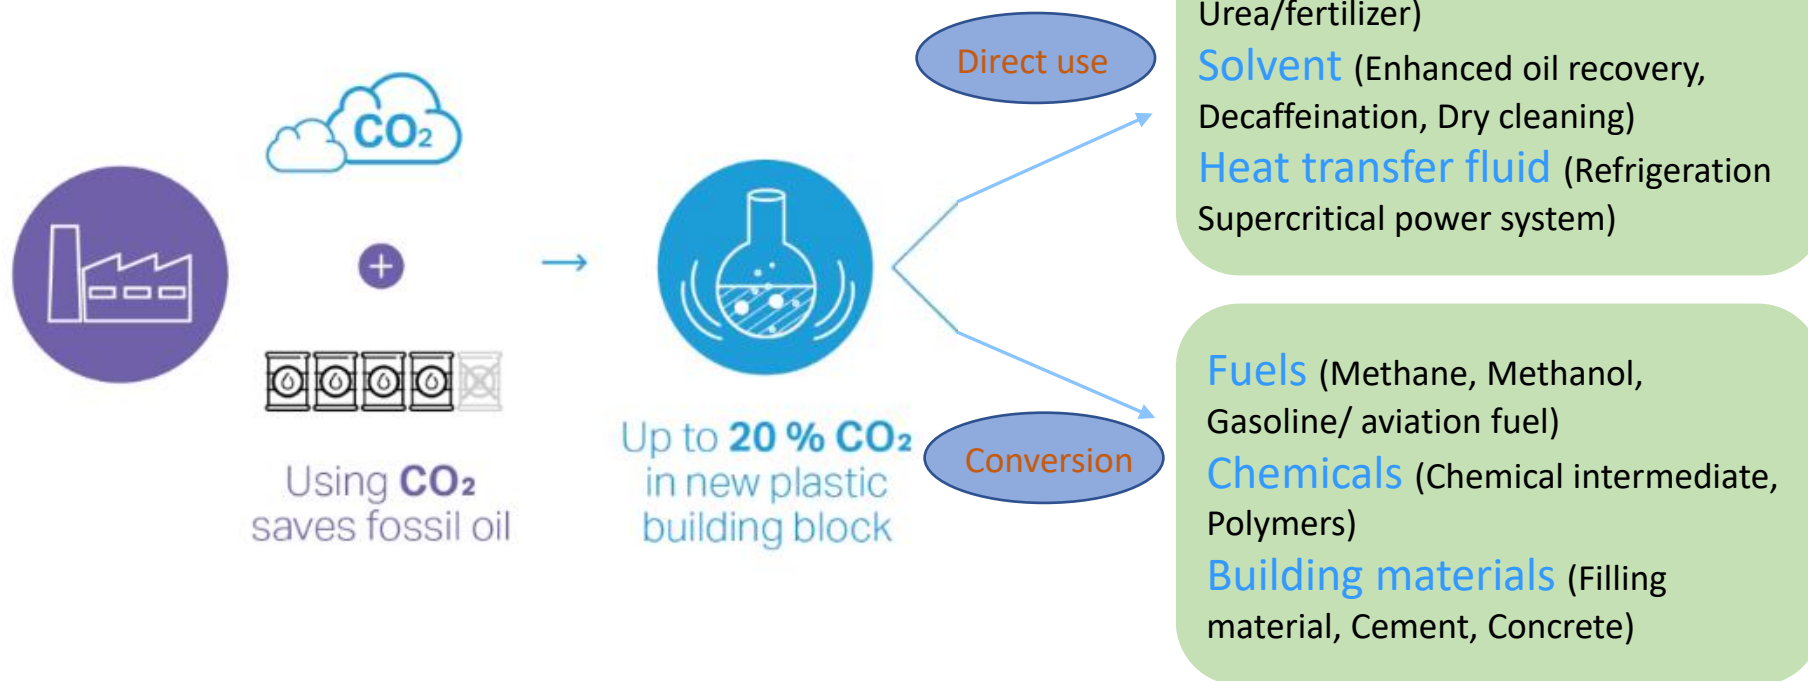 CO₂
Using CO₂
saves fossil oil
Up to 20 % CO₂
in new plastic
building block
Direct use
Urea/fertilizer)
Solvent (Enhanced oil recovery,
Decaffeination, Dry cleaning)
Heat transfer fluid (Refrigeration
Supercritical power system)
Conversion
Fuels (Methane, Methanol,
Gasoline/ aviation fuel)
Chemicals (Chemical intermediate,
Polymers)
Building materials (Filling
material, Cement, Concrete)